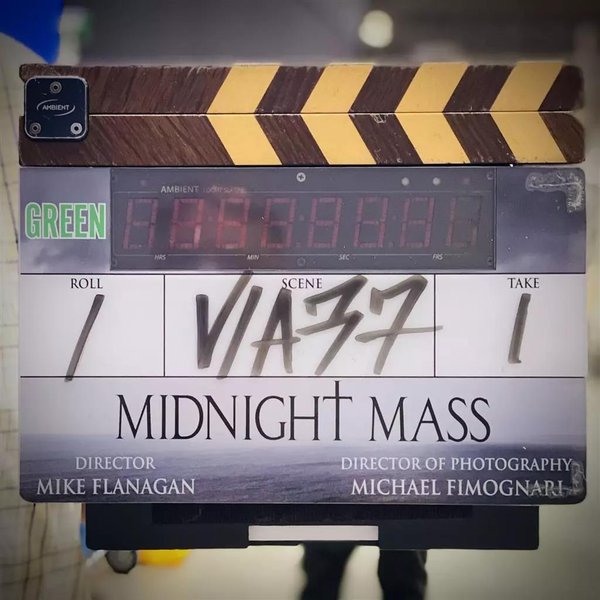 AMBIENT
AMBIENT
GREEN
HRS MIN SEC FRS
ROLL SCENE TAKE
1 V/A37 1
MIDNIGHT MASS
DIRECTOR
MIKE FLANAGAN
DIRECTOR OF PHOTOGRAPHY
MICHAEL FIMOGNARI